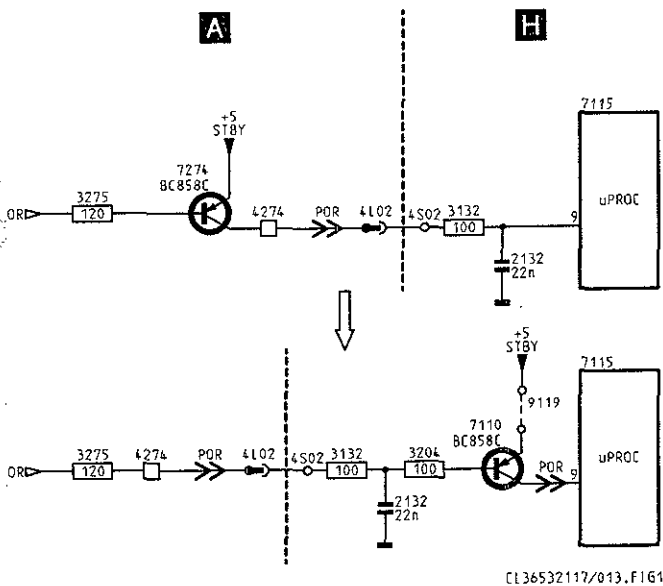 A
H
7115
+5
STBY
7274
BC858C
3275
120
4274
POR
4L02
4S02
3132
100
9
uPROC
2132
22n
OR
+5
STBY
7115
9119
7110
BC858C
3275
120
4274
POR
4L02
4S02
3132
100
3204
100
POR
9
uPROC
2132
22n
OR
CL36532117/013.FIG1